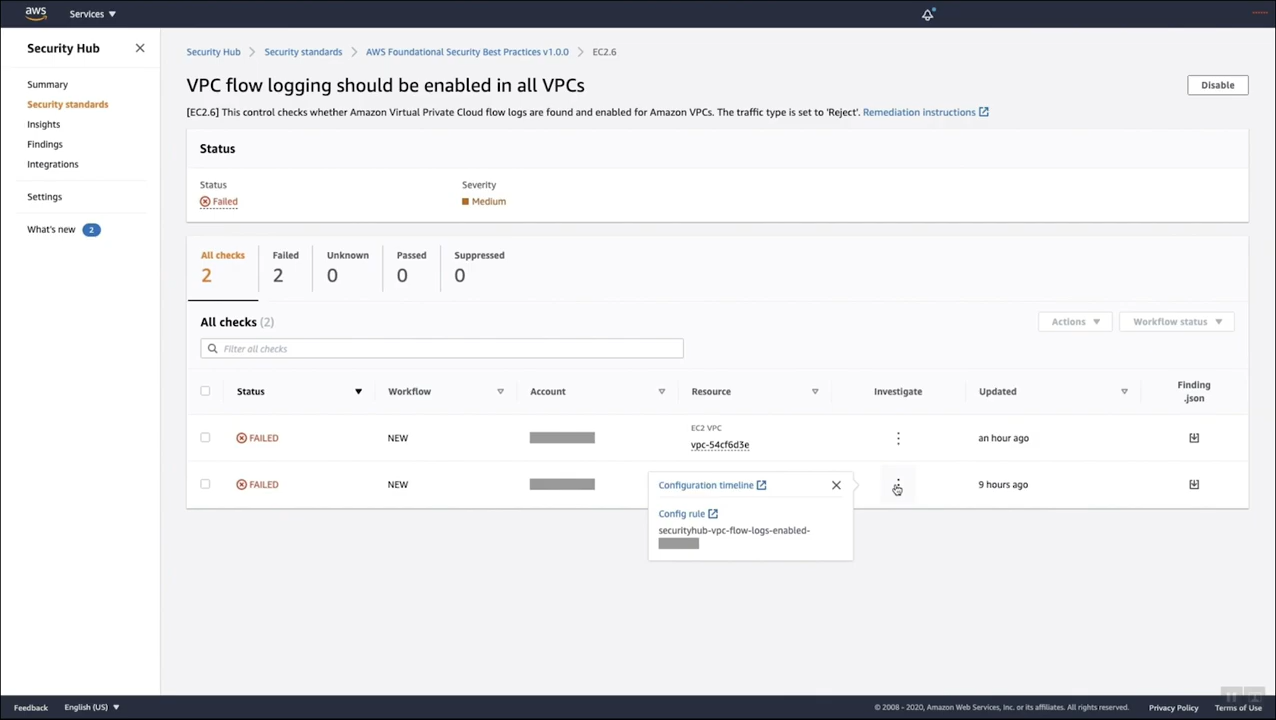 aws Services
Security Hub
Summary
Security standards
Insights
Findings
Integrations
Settings
What's new 2
Security Hub Security standards AWS Foundational Security Best Practices v1.0.0 EC2.6
VPC flow logging should be enabled in all VPCs
Disable
[EC2.6] This control checks whether Amazon Virtual Private Cloud flow logs are found and enabled for Amazon VPCs. The traffic type is set to 'Reject'. Remediation instructions
Status
Status Severity
Failed Medium
All checks Failed Unknown Passed Suppressed
2 2 0 0 0
All checks (2)
Actions Workflow status
Filter all checks
Status Workflow Account Resource Investigate Updated Finding
.json
EC2 VPC
FAILED NEW vpc-54cf6d3e an hour ago
FAILED NEW 9 hours ago
Configuration timeline
Config rule
securityhub-vpc-flow-logs-enabled-
Feedback English (US) © 2008 - 2020, Amazon Web Services, Inc. or its affiliates. All rights reserved. Privacy Policy Terms of Use